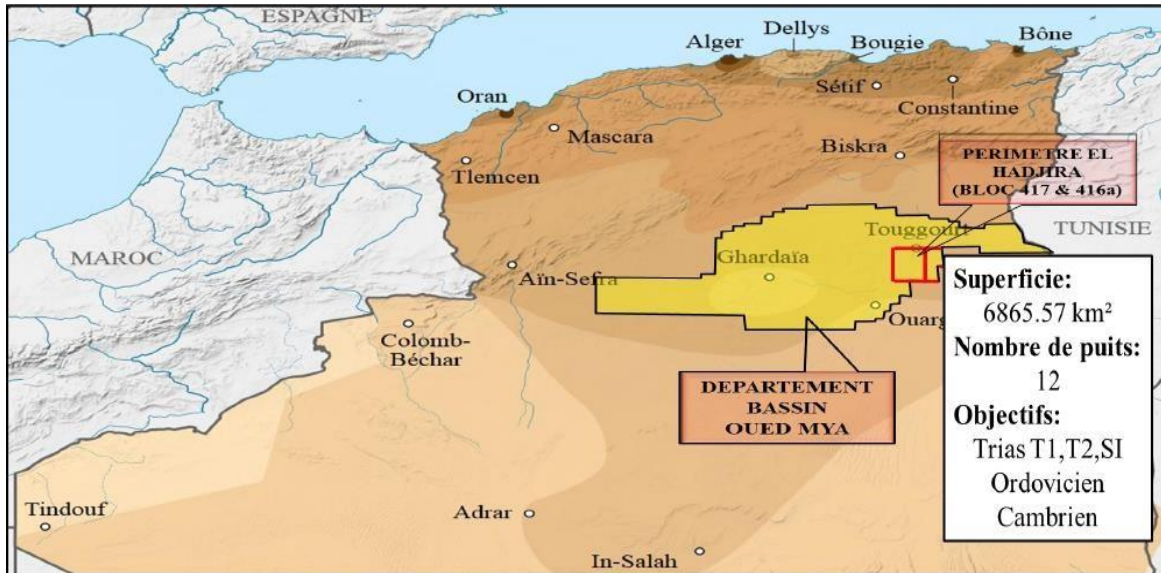 ESPAGNE
Alger
Dellys
Bougie
Bône
Sétif
Constantine
Oran
Mascara
Biskra
Tlemcen
PERIMETRE EL
HADJIRA
(BLOC 417 & 416a)
MAROC
Aïn-Sefra
Ghardaïa
Touggourt
TUNISIE
Ouarg
Colomb-
Béchar
DEPARTEMENT
BASSIN
OUED MYA
Superficie:
6865.57 km²
Nombre de puits:
12
Objectifs:
Trias T1,T2,SI
Ordovicien
Cambrien
Tindouf
Adrar
In-Salah